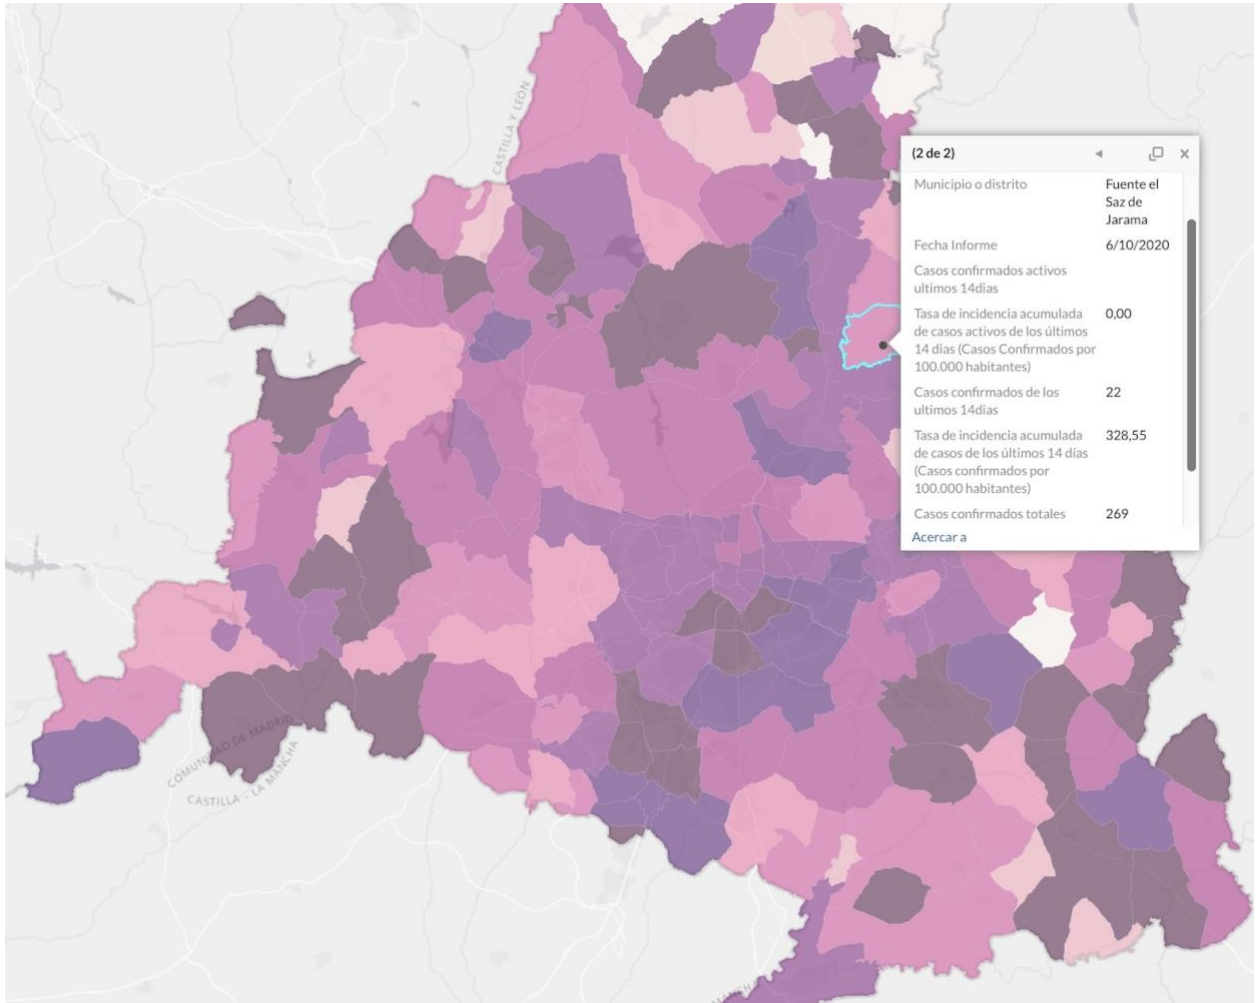 CASTILLA Y LEÓN
(2 de 2)
Municipio o distrito
Fuente el
Saz de
Jarama
Fecha Informe
6/10/2020
Casos confirmados activos
ultimos 14dias
Tasa de incidencia acumulada
de casos activos de los últimos
14 dias (Casos Confirmados por
100.000 habitantes)
0,00
Casos confirmados de los
ultimos 14dias
22
Tasa de incidencia acumulada
de casos de los últimos 14 días
(Casos confirmados por
100.000 habitantes)
328,55
Casos confirmados totales
269
Acercar a
COMUNIDAD DE MADRID
CASTILLA - LA MANCHA